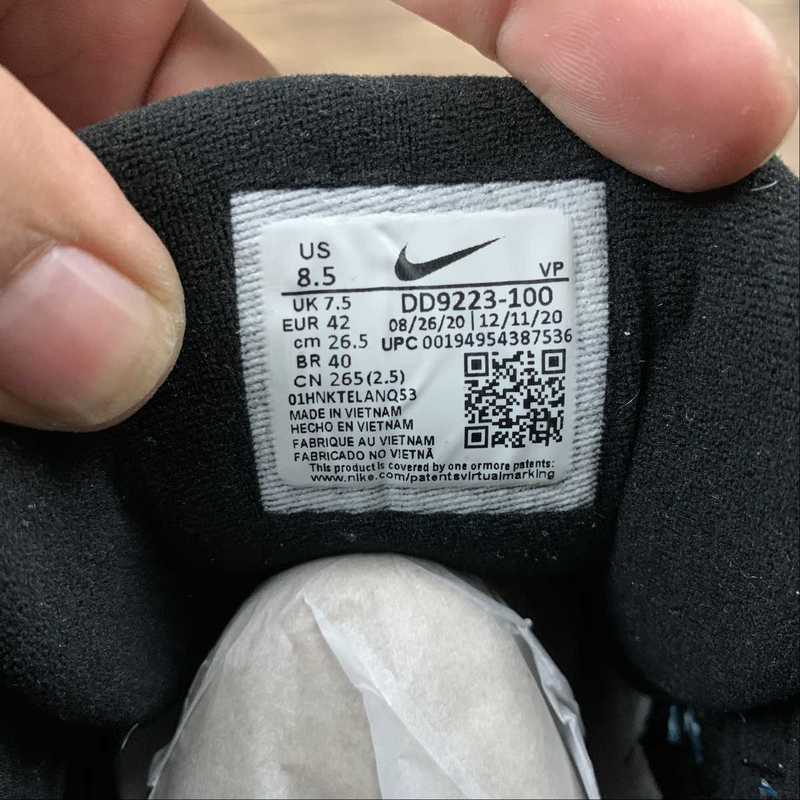 US
8.5
VP
UK 7.5
DD9223-100
EUR 42
08/26/20 | 12/11/20
cm 26.5
UPC 00194954387536
BR 40
CN 265(2.5)
01HNKTELANQ53
MADE IN VIETNAM
HECHO EN VIETNAM
FABRIQUE AU VIETNAM
FABRICADO NO VIETNÃ
This product is covered by one or more patents:
www.nike.com/patentsvirtualmarking